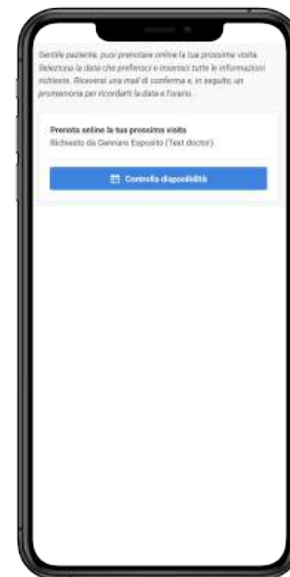 Gentile paziente, puoi prenotare online la tua prossima visita.
Seleziona la data che preferisci e inserisci tutte le informazioni
richieste. Riceverai una mail di conferma e, in seguito, un
promemoria per ricordarti la data e l'orario.
Prenota online la tua prossima visita
Richiesto da Gennaro Esposito (Test doctor)
Controlla disponibilità